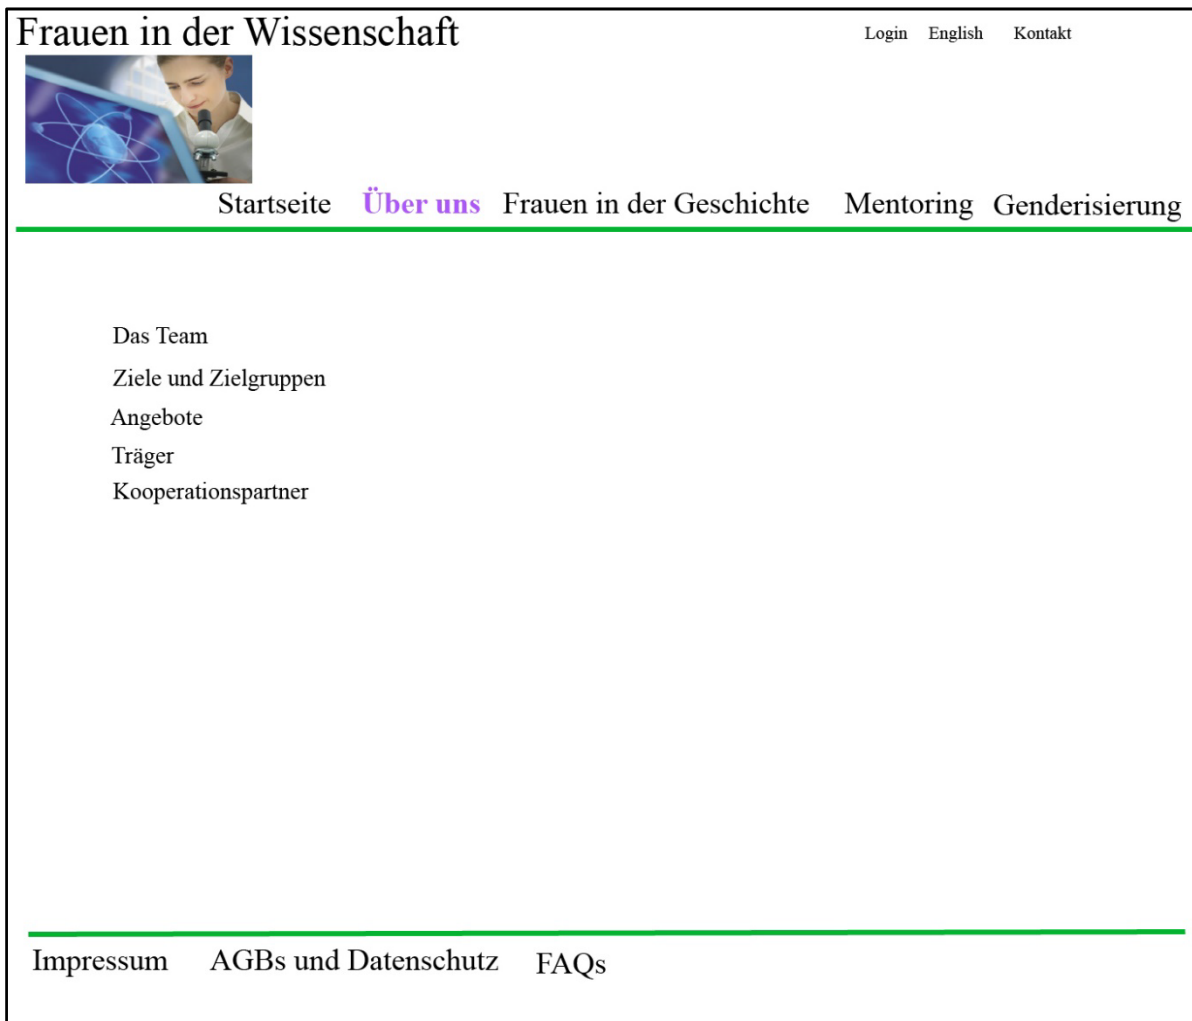 Frauen in der Wissenschaft
Login English Kontakt
Startseite Über uns Frauen in der Geschichte Mentoring Genderisierung
Das Team
Ziele und Zielgruppen
Angebote
Träger
Kooperationspartner
Impressum AGBs und Datenschutz FAQs